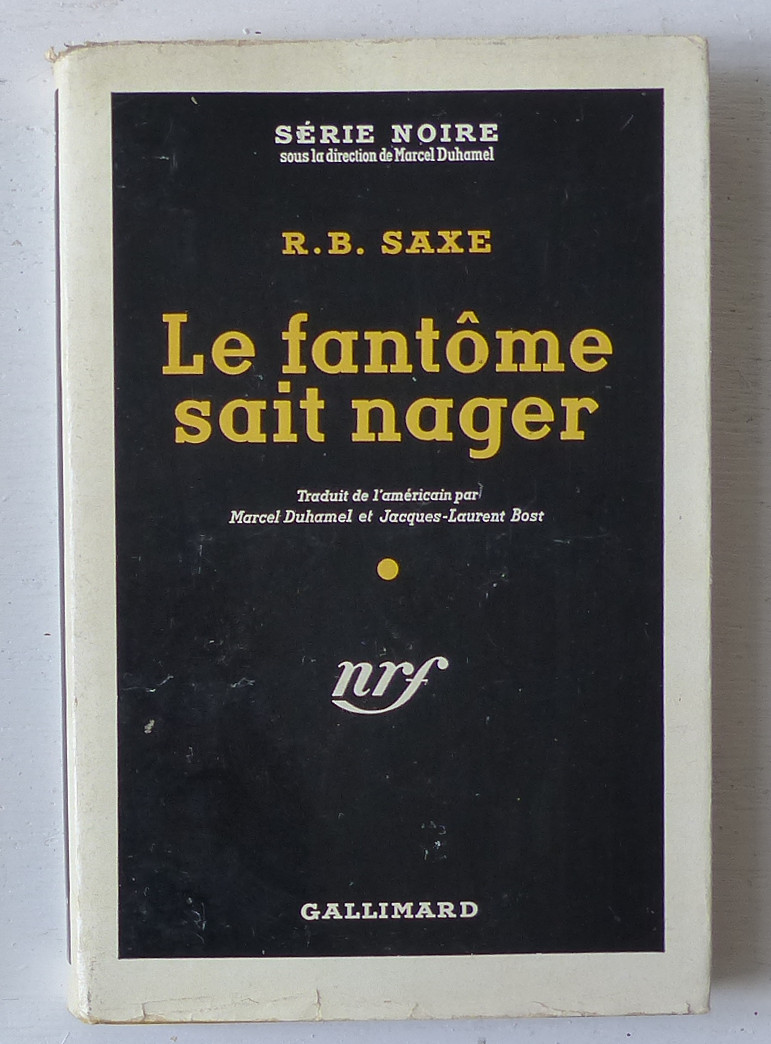 SÉRIE NOIRE
sous la direction de Marcel Duhamel
R.B. SAXE
Le fantôme
sait nager
Traduit de l'américain par
Marcel Duhamel et Jacques-Laurent Bost
nrf
GALLIMARD